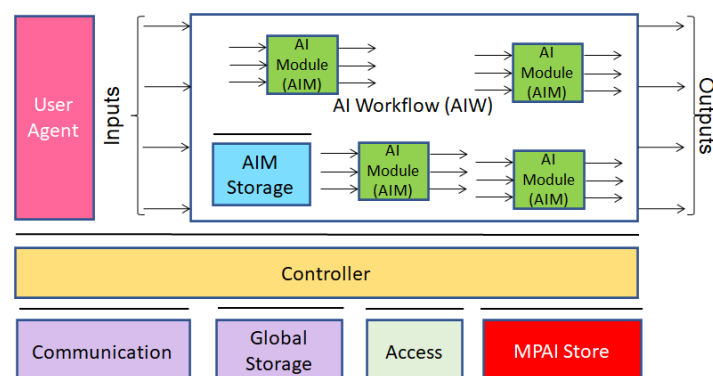 User
Agent
Inputs
AI
Module
(AIM)
AI
Module
(AIM)
AI Workflow (AIW)
AIM
Storage
AI
Module
(AIM)
AI
Module
(AIM)
Outputs
Controller
Communication
Global
Storage
Access
MPAI Store